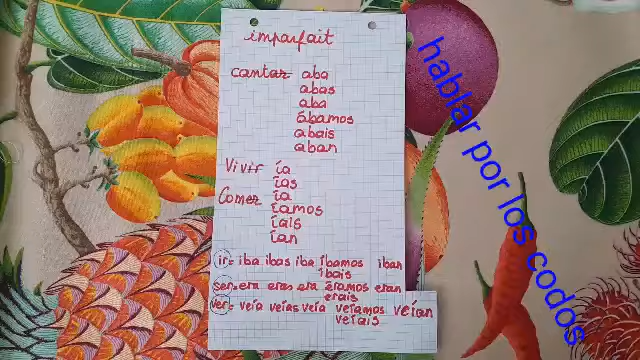 imparfait
cantar= aba
abas
aba
ábamos
abais
aban
Vivir ía
ías
Comer ía
íamos
íais
ían
ir= iba ibas iba íbamos iban
ibais
ser= era eras era éramos eran
erais
ver= veía veías veía veíamos veían
veíais
hablar por los codos